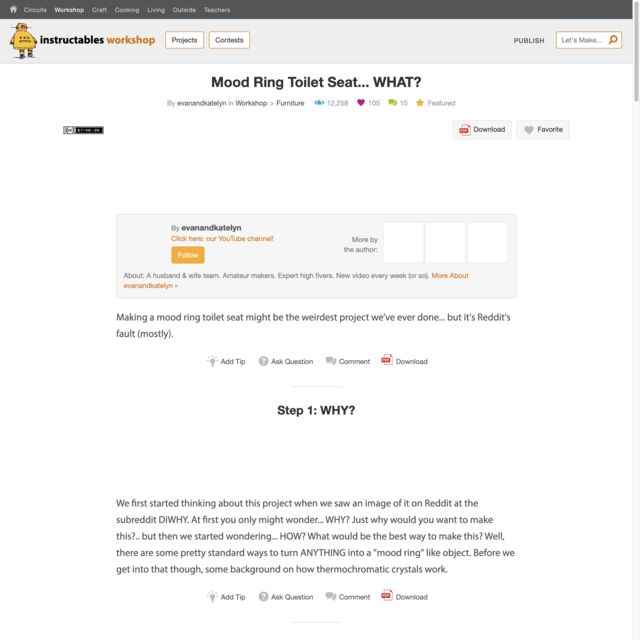 Circuits Workshop Craft Cooking Living Outside Teachers
instructables workshop Projects Contests PUBLISH Let's Make...
Mood Ring Toilet Seat... WHAT?
By evanandkatelyn in Workshop > Furniture 12,258 105 15 Featured
CC BY-NC-SA
PDF Download Favorite
By evanandkatelyn
Click here: our YouTube channel!
Follow
More by
the author:
About: A husband & wife team. Amateur makers. Expert high fivers. New video every week (or so). More About
evanandkatelyn »
Making a mood ring toilet seat might be the weirdest project we've ever done... but it's Reddit's
fault (mostly).
Add Tip Ask Question Comment PDF Download
Step 1: WHY?
We first started thinking about this project when we saw an image of it on Reddit at the
subreddit DiWHY. At first you only might wonder... WHY? Just why would you want to make
this?.. but then we started wondering... HOW? What would be the best way to make this? Well,
there are some pretty standard ways to turn ANYTHING into a "mood ring" like object. Before we
get into that though, some background on how thermochromatic crystals work.
Add Tip Ask Question Comment PDF Download